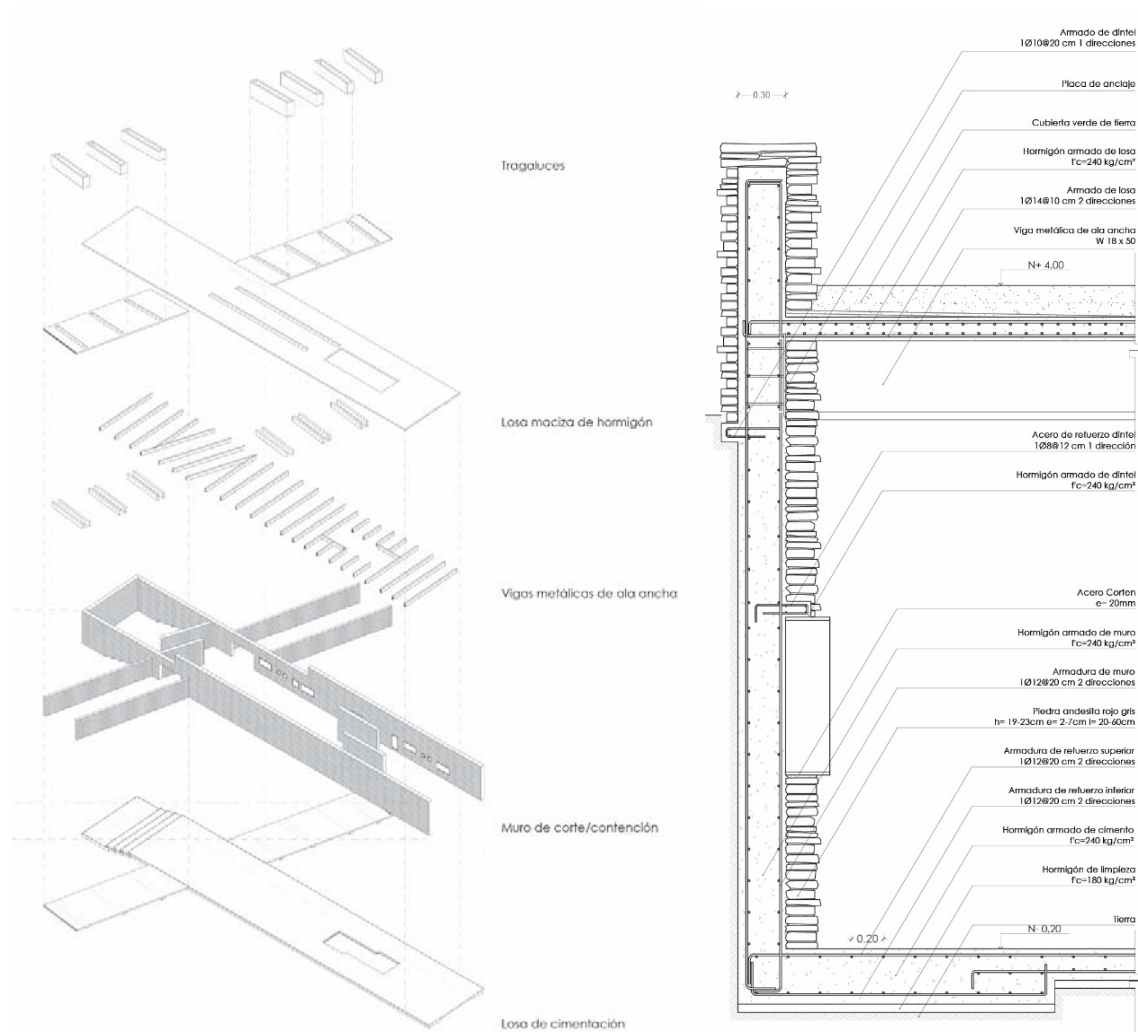 Tragaluces
Losa maciza de hormigón
Vigas metálicas de ala ancha
Muro de corte/contención
Losa de cimentación
0.30
Armado de dintel
1Ø10@20 cm 1 direcciones
Placa de anclaje
Cubierta verde de tierra
Hormigón armado de losa
f'c=240 kg/cm²
Armado de losa
1Ø14@10 cm 2 direcciones
Viga metálica de ala ancha
W 18 x 50
N+ 4,00
Acero de refuerzo dintel
1Ø8@12 cm 1 dirección
Hormigón armado de dintel
f'c=240 kg/cm²
Acero Corten
e= 20mm
Hormigón armado de muro
f'c=240 kg/cm²
Armadura de muro
1Ø12@20 cm 2 direcciones
Piedra andesita rojo gris
h= 19-23cm e= 2-7cm l= 20-60cm
Armadura de refuerzo superior
1Ø12@20 cm 2 direcciones
Armadura de refuerzo inferior
1Ø12@20 cm 2 direcciones
Hormigón armado de cimento
f'c=240 kg/cm²
Hormigón de limpieza
f'c=180 kg/cm²
Tierra
N- 0,20
0.20